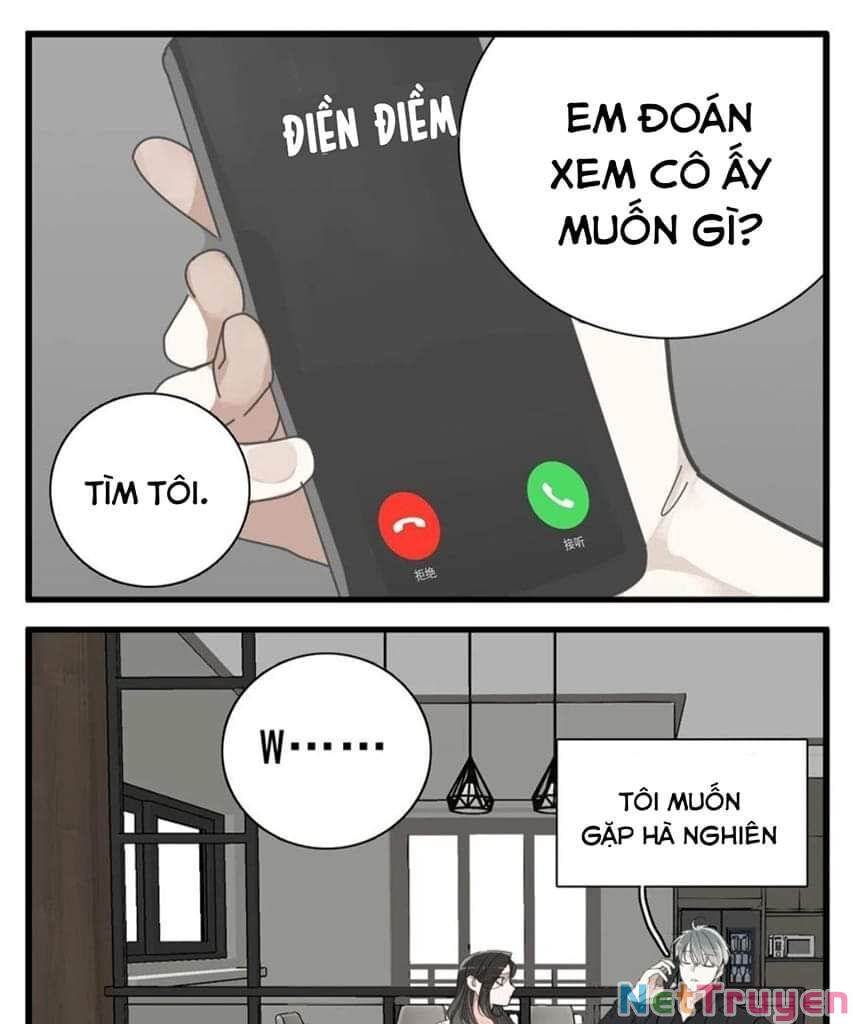 ĐIỀN ĐIỀM
EM ĐOÁN
XEM CÔ ẤY
MUỐN GÌ?
TÌM TÔI.
拒绝
接听
W......
TÔI MUỐN
GẶP HÀ NGHIÊN
NetTruyen